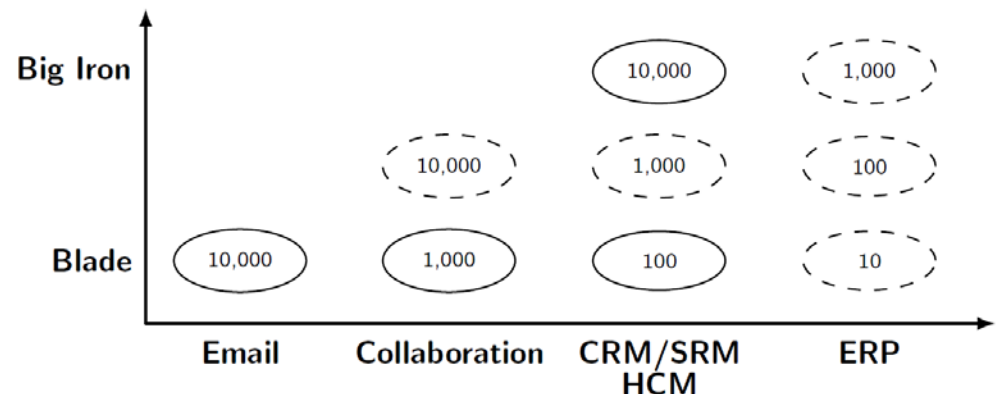 Big Iron 10,000 1,000
10,000 1,000 100
Blade 10,000 1,000 100 10
Email Collaboration CRM/SRM ERP
HCM